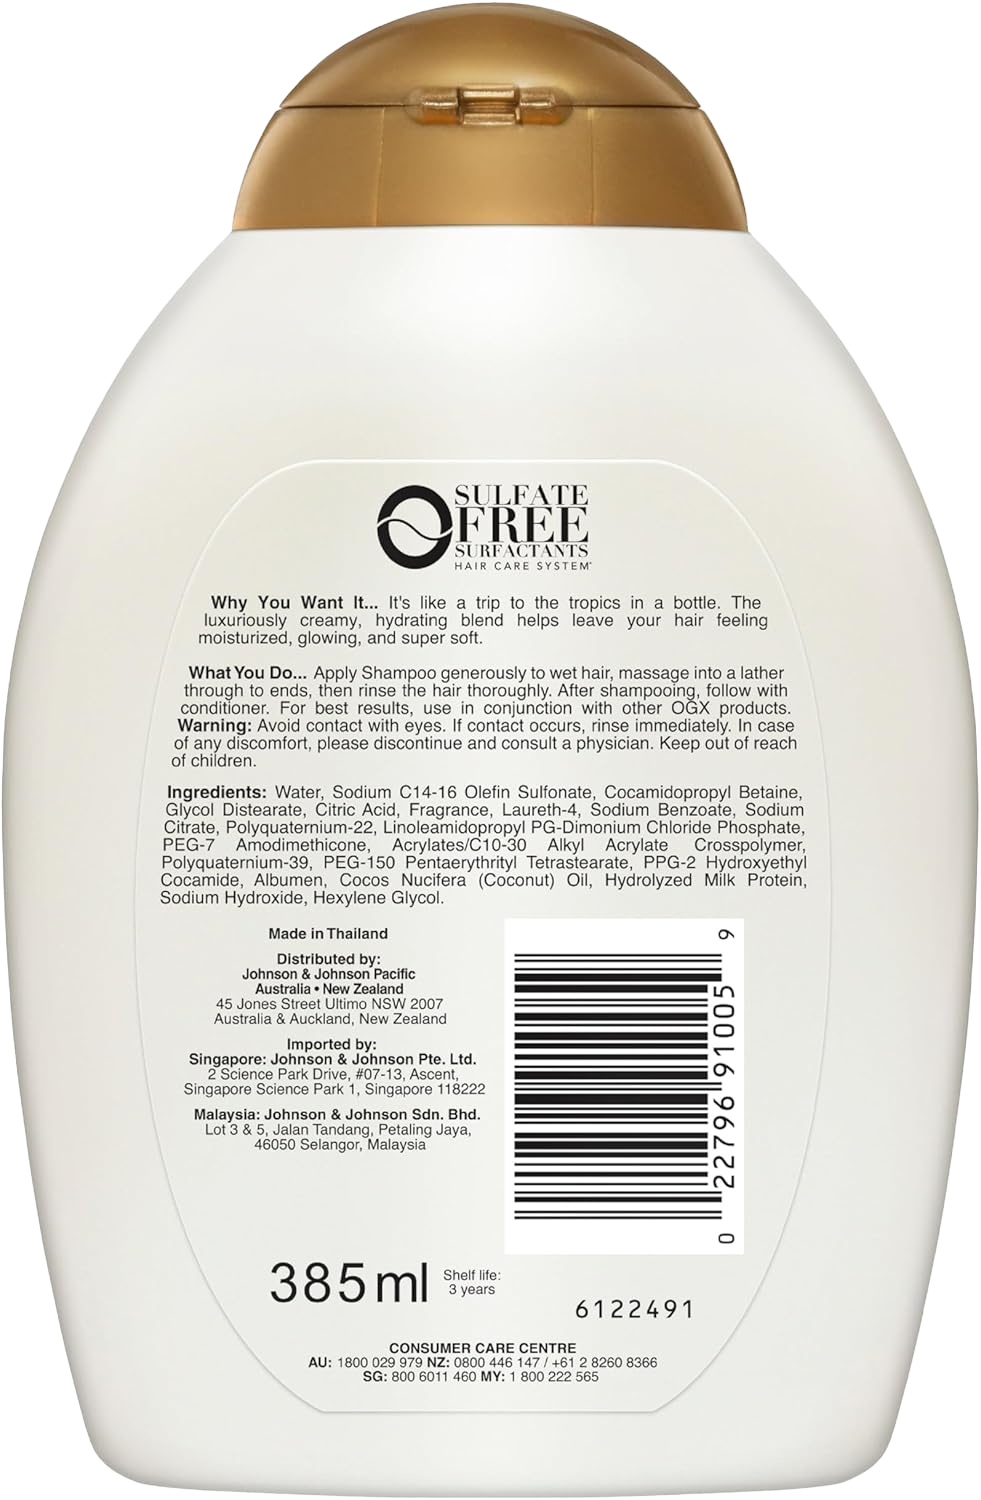 SULFATE
FREE
SURFACTANTS
HAIR CARE SYSTEM
Why You Want It... It's like a trip to the tropics in a bottle. The
luxuriously creamy, hydrating blend helps leave your hair feeling
moisturized, glowing, and super soft.
What You Do... Apply Shampoo generously to wet hair, massage into a lather
through to ends, then rinse the hair thoroughly. After shampooing, follow with
conditioner. For best results, use in conjunction with other OGX products.
Warning: Avoid contact with eyes. If contact occurs, rinse immediately. In case
of any discomfort, please discontinue and consult a physician. Keep out of reach
of children.
Ingredients: Water, Sodium C14-16 Olefin Sulfonate, Cocamidopropyl Betaine,
Glycol Distearate, Citric Acid, Fragrance, Laureth-4, Sodium Benzoate, Sodium
Citrate, Polyquaternium-22, Linoleamidopropyl PG-Dimonium Chloride Phosphate,
PEG-7 Amodimethicone, Acrylates/C10-30 Alkyl Acrylate Crosspolymer,
Polyquaternium-39, PEG-150 Pentaerythrityl Tetrastearate, PPG-2 Hydroxyethyl
Cocamide, Albumen, Cocos Nucifera (Coconut) Oil, Hydrolyzed Milk Protein,
Sodium Hydroxide, Hexylene Glycol.
Made in Thailand
Distributed by:
Johnson & Johnson Pacific
Australia • New Zealand
45 Jones Street Ultimo NSW 2007
Australia & Auckland, New Zealand
Imported by:
Singapore: Johnson & Johnson Pte. Ltd.
2 Science Park Drive, #07-13, Ascent,
Singapore Science Park 1, Singapore 118222
Malaysia: Johnson & Johnson Sdn. Bhd.
Lot 3 & 5, Jalan Tandang, Petaling Jaya,
46050 Selangor, Malaysia
0 22796 91005 9
385ml
Shelf life:
3 years
6122491
CONSUMER CARE CENTRE
AU: 1800 029 979 NZ: 0800 446 147 / +61 2 8260 8366
SG: 800 6011 460 MY: 1 800 222 565